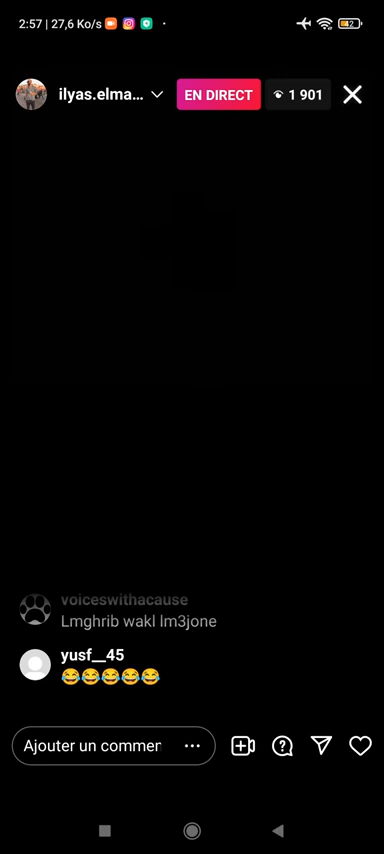 2:57 | 27,6 Ko/s
42
ilyas.elma...
EN DIRECT
1 901
voiceswithacause
Lmghrib wakl lm3jone
yusf__45
😂😂😂😂😂
Ajouter un commen